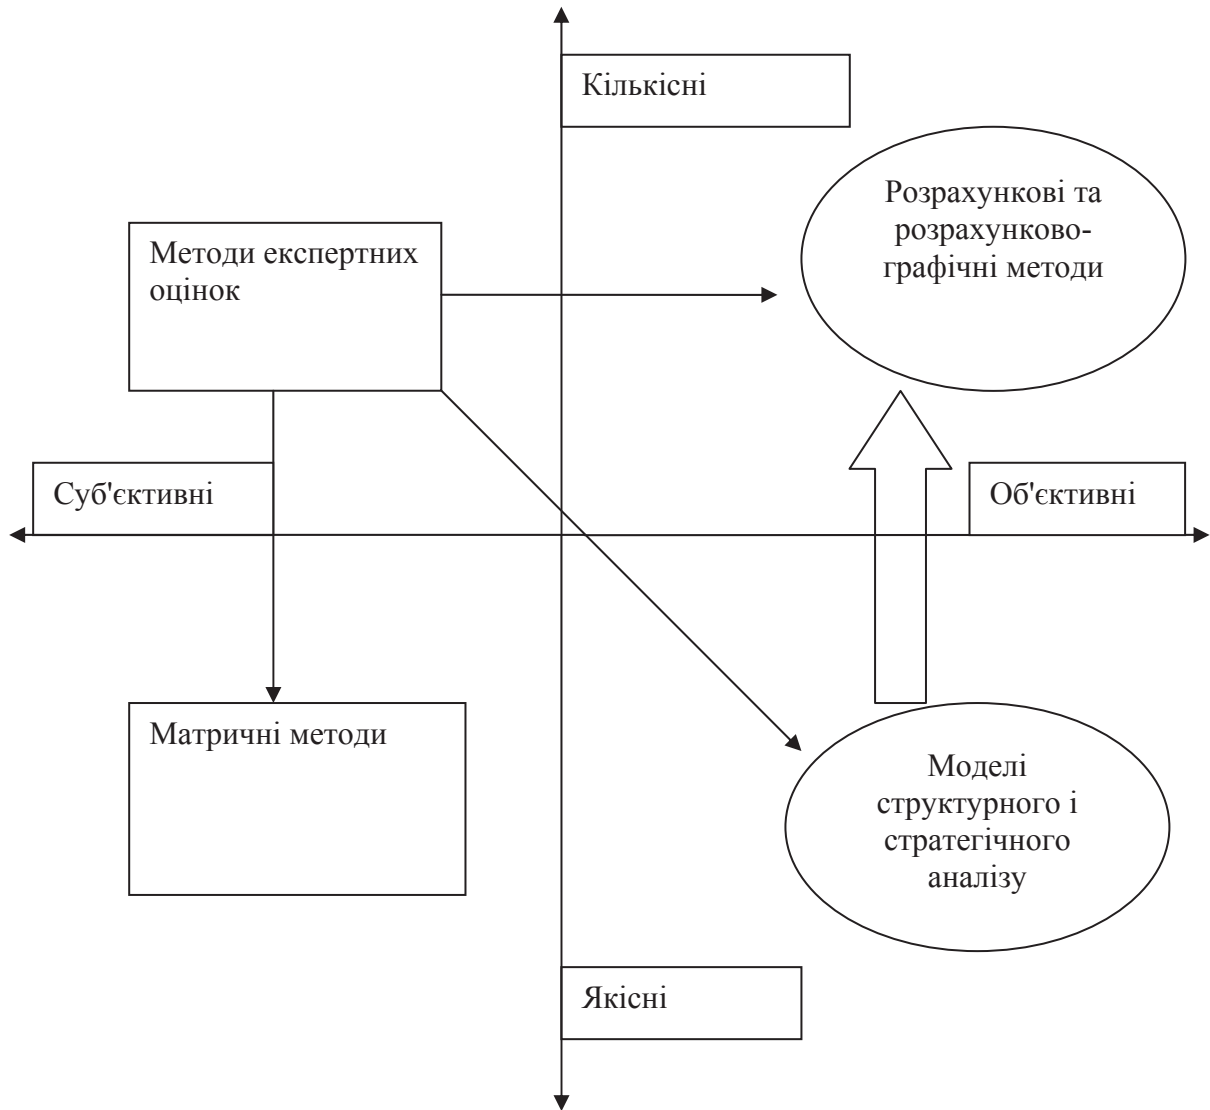 Кількісні
Розрахункові та
розрахунково-
графічні методи
Методи експертних
оцінок
Суб'єктивні
Об'єктивні
Матричні методи
Моделі
структурного і
стратегічного
аналізу
Якісні